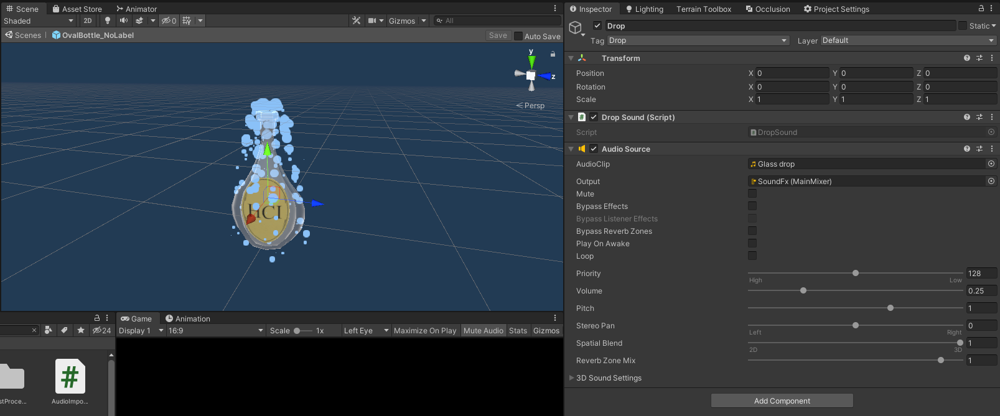 Scene Asset Store Animator
Shaded 2D 0 Gizmos All
Scenes OvalBottle_NoLabel Save Auto Save
y
z
Persp
HCl
Game Animation
24 Display 1 16:9 Scale 1x Left Eye Maximize On Play Mute Audio Stats Gizmos
stProce... AudioImpo...
Inspector Lighting Terrain Toolbox Occlusion Project Settings
Drop Static
Tag Drop Layer Default
Transform
Position X 0 Y 0 Z 0
Rotation X 0 Y 0 Z 0
Scale X 1 Y 1 Z 1
# Drop Sound (Script)
Script DropSound
Audio Source
AudioClip Glass drop
Output SoundFx (MainMixer)
Mute
Bypass Effects
Bypass Listener Effects
Bypass Reverb Zones
Play On Awake
Loop
Priority 128
High Low
Volume 0.25
Pitch 1
Stereo Pan 0
Left Right
Spatial Blend 1
2D 3D
Reverb Zone Mix 1
3D Sound Settings
Add Component